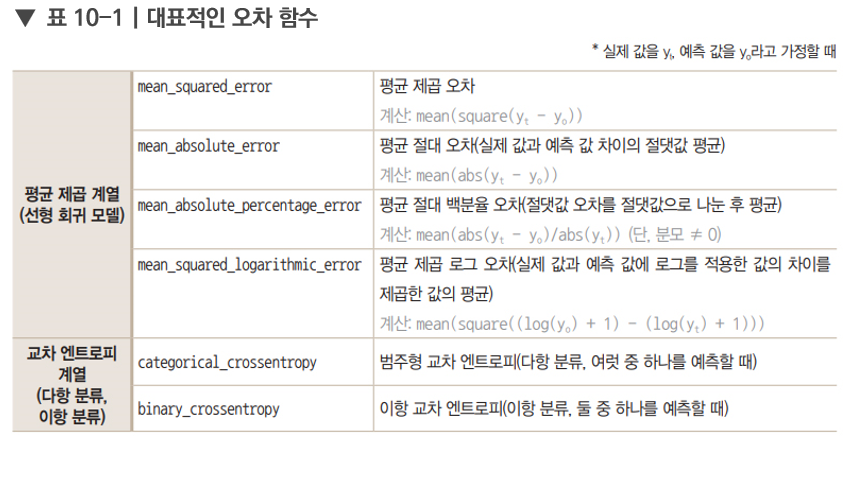 ▼ 표 10-1 | 대표적인 오차 함수
* 실제 값을 yt, 예측 값을 yo라고 가정할 때
평균 제곱 계열
(선형 회귀 모델)
mean_squared_error
평균 제곱 오차
계산: mean(square(yt - yo))
mean_absolute_error
평균 절대 오차(실제 값과 예측 값 차이의 절댓값 평균)
계산: mean(abs(yt - yo))
mean_absolute_percentage_error
평균 절대 백분율 오차(절댓값 오차를 절댓값으로 나눈 후 평균)
계산: mean(abs(yt - yo)/abs(yt)) (단, 분모 ≠ 0)
mean_squared_logarithmic_error
평균 제곱 로그 오차(실제 값과 예측 값에 로그를 적용한 값의 차이를
제곱한 값의 평균)
계산: mean(square((log(yo) + 1) - (log(yt) + 1)))
교차 엔트로피
계열
(다항 분류,
이항 분류)
categorical_crossentropy
범주형 교차 엔트로피(다항 분류, 여럿 중 하나를 예측할 때)
binary_crossentropy
이항 교차 엔트로피(이항 분류, 둘 중 하나를 예측할 때)